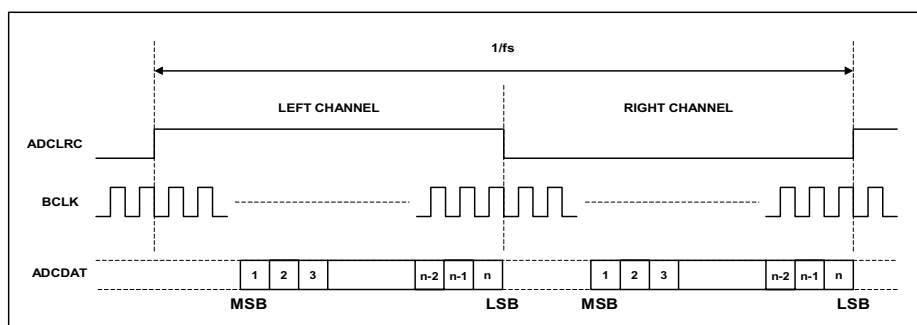 1/fs
LEFT CHANNEL RIGHT CHANNEL
ADCLRC
BCLK
ADCDAT 1 2 3 n-2 n-1 n 1 2 3 n-2 n-1 n
MSB LSB MSB LSB